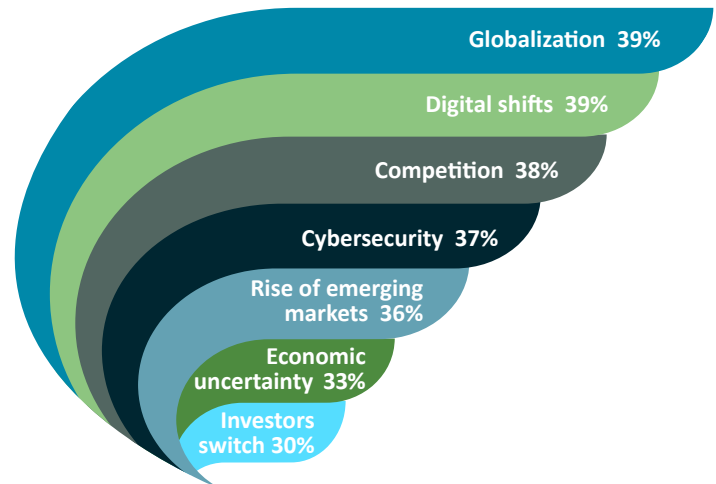 Globalization 39%
Digital shifts 39%
Competition 38%
Cybersecurity 37%
Rise of emerging
markets 36%
Economic
uncertainty 33%
Investors
switch 30%